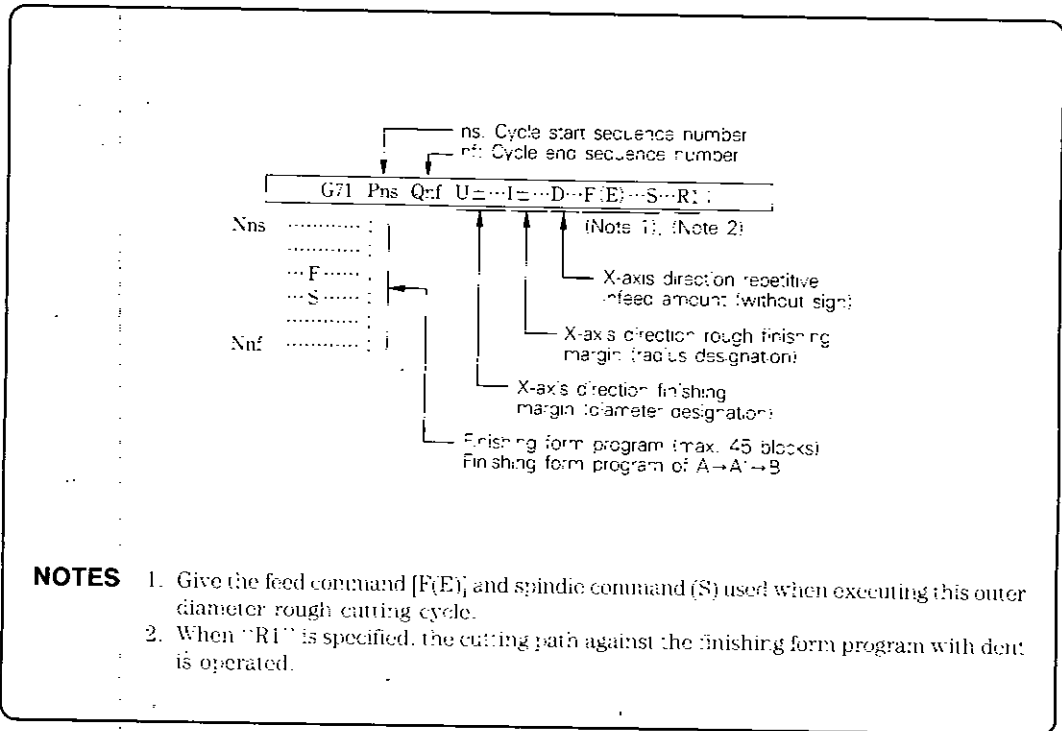 ns: Cycle start sequence number
nf: Cycle end sequence number
G71 Pns Qnf U±···I±···D···F(E)···S···R1 ;
(Note 1), (Note 2)
Nns ············ ;
············ ;
···F······ ;
···S······ ;
············ ;
Nnf ············ ;
X-axis direction repetitive
infeed amount (without sign)
X-axis direction rough finishing
margin (radius designation)
X-axis direction finishing
margin (diameter designation)
Finishing form program (max. 45 blocks)
Finishing form program of A→A'→B
NOTES 1. Give the feed command [F(E)] and spindle command (S) used when executing this outer
diameter rough cutting cycle.
2. When "R1" is specified, the cutting path against the finishing form program with dent
is operated.